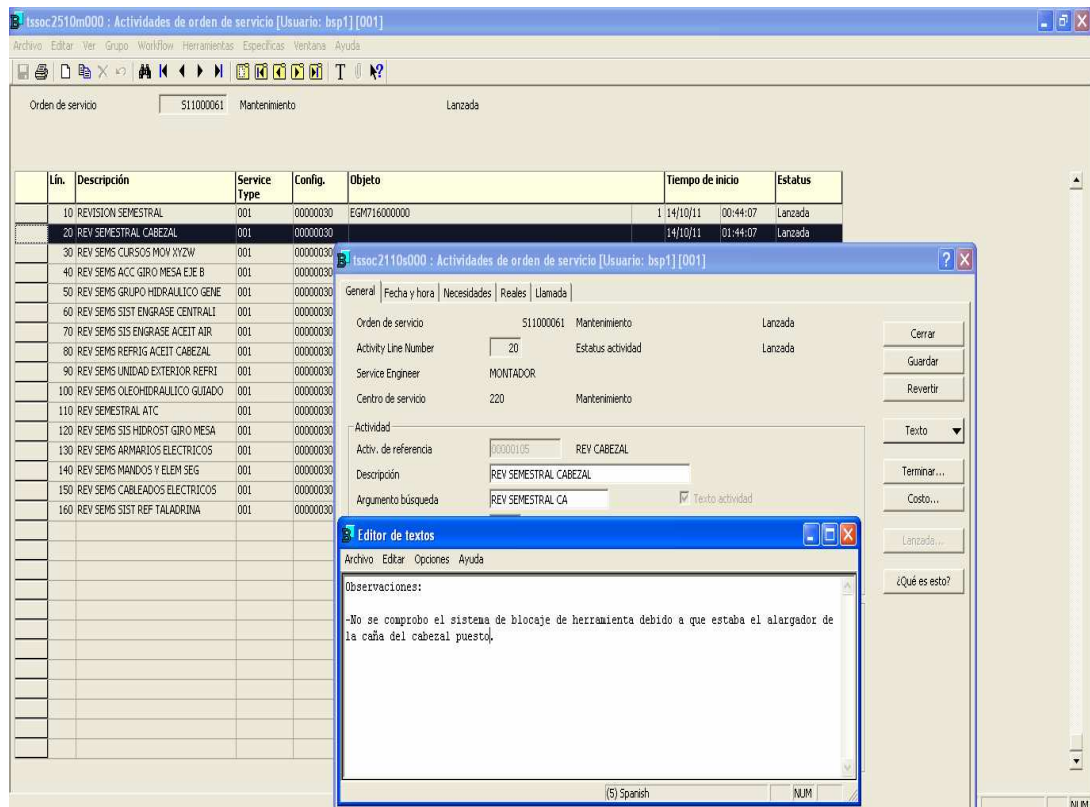 tssoc2510m000 : Actividades de orden de servicio [Usuario: bsp1] [001]
Archivo Editar Ver Grupo Workflow Herramientas Específicas Ventana Ayuda
Orden de servicio 511000061 Mantenimiento Lanzada
Lín. Descripción Service Type Config. Objeto Tiempo de inicio Estatus
10 REVISION SEMESTRAL 001 00000030 EGM716000000 1 14/10/11 00:44:07 Lanzada
20 REV SEMESTRAL CABEZAL 001 00000030 14/10/11 01:44:07 Lanzada
30 REV SEMS CURSOS MOV XYZW 001 00000030
40 REV SEMS ACC GIRO MESA EJE B 001 00000030
50 REV SEMS GRUPO HIDRAULICO GENE 001 00000030
60 REV SEMS SIST ENGRASE CENTRALI 001 00000030
70 REV SEMS SIS ENGRASE ACEIT AIR 001 00000030
80 REV SEMS REFRIG ACEIT CABEZAL 001 00000030
90 REV SEMS UNIDAD EXTERIOR REFRI 001 00000030
100 REV SEMS OLEOHIDRAULICO GUIADO 001 00000030
110 REV SEMESTRAL ATC 001 00000030
120 REV SEMS SIS HIDROST GIRO MESA 001 00000030
130 REV SEMS ARMARIOS ELECTRICOS 001 00000030
140 REV SEMS MANDOS Y ELEM SEG 001 00000030
150 REV SEMS CABLEADOS ELECTRICOS 001 00000030
160 REV SEMS SIST REF TALADRINA 001 00000030
tssoc2110s000 : Actividades de orden de servicio [Usuario: bsp1] [001]
General Fecha y hora Necesidades Reales Llamada
Orden de servicio 511000061 Mantenimiento Lanzada
Activity Line Number 20 Estatus actividad Lanzada
Service Engineer MONTADOR
Centro de servicio 220 Mantenimiento
Actividad
Activ. de referencia 00000105 REV CABEZAL
Descripción REV SEMESTRAL CABEZAL
Argumento búsqueda REV SEMESTRAL CA Texto actividad
Cerrar
Guardar
Revertir
Texto
Terminar...
Costo...
Lanzada...
¿Qué es esto?
Editor de textos
Archivo Editar Opciones Ayuda
Observaciones:
-No se comprobo el sistema de blocaje de herramienta debido a que estaba el alargador de
la caña del cabezal puesto.
(5) Spanish NUM
NUM